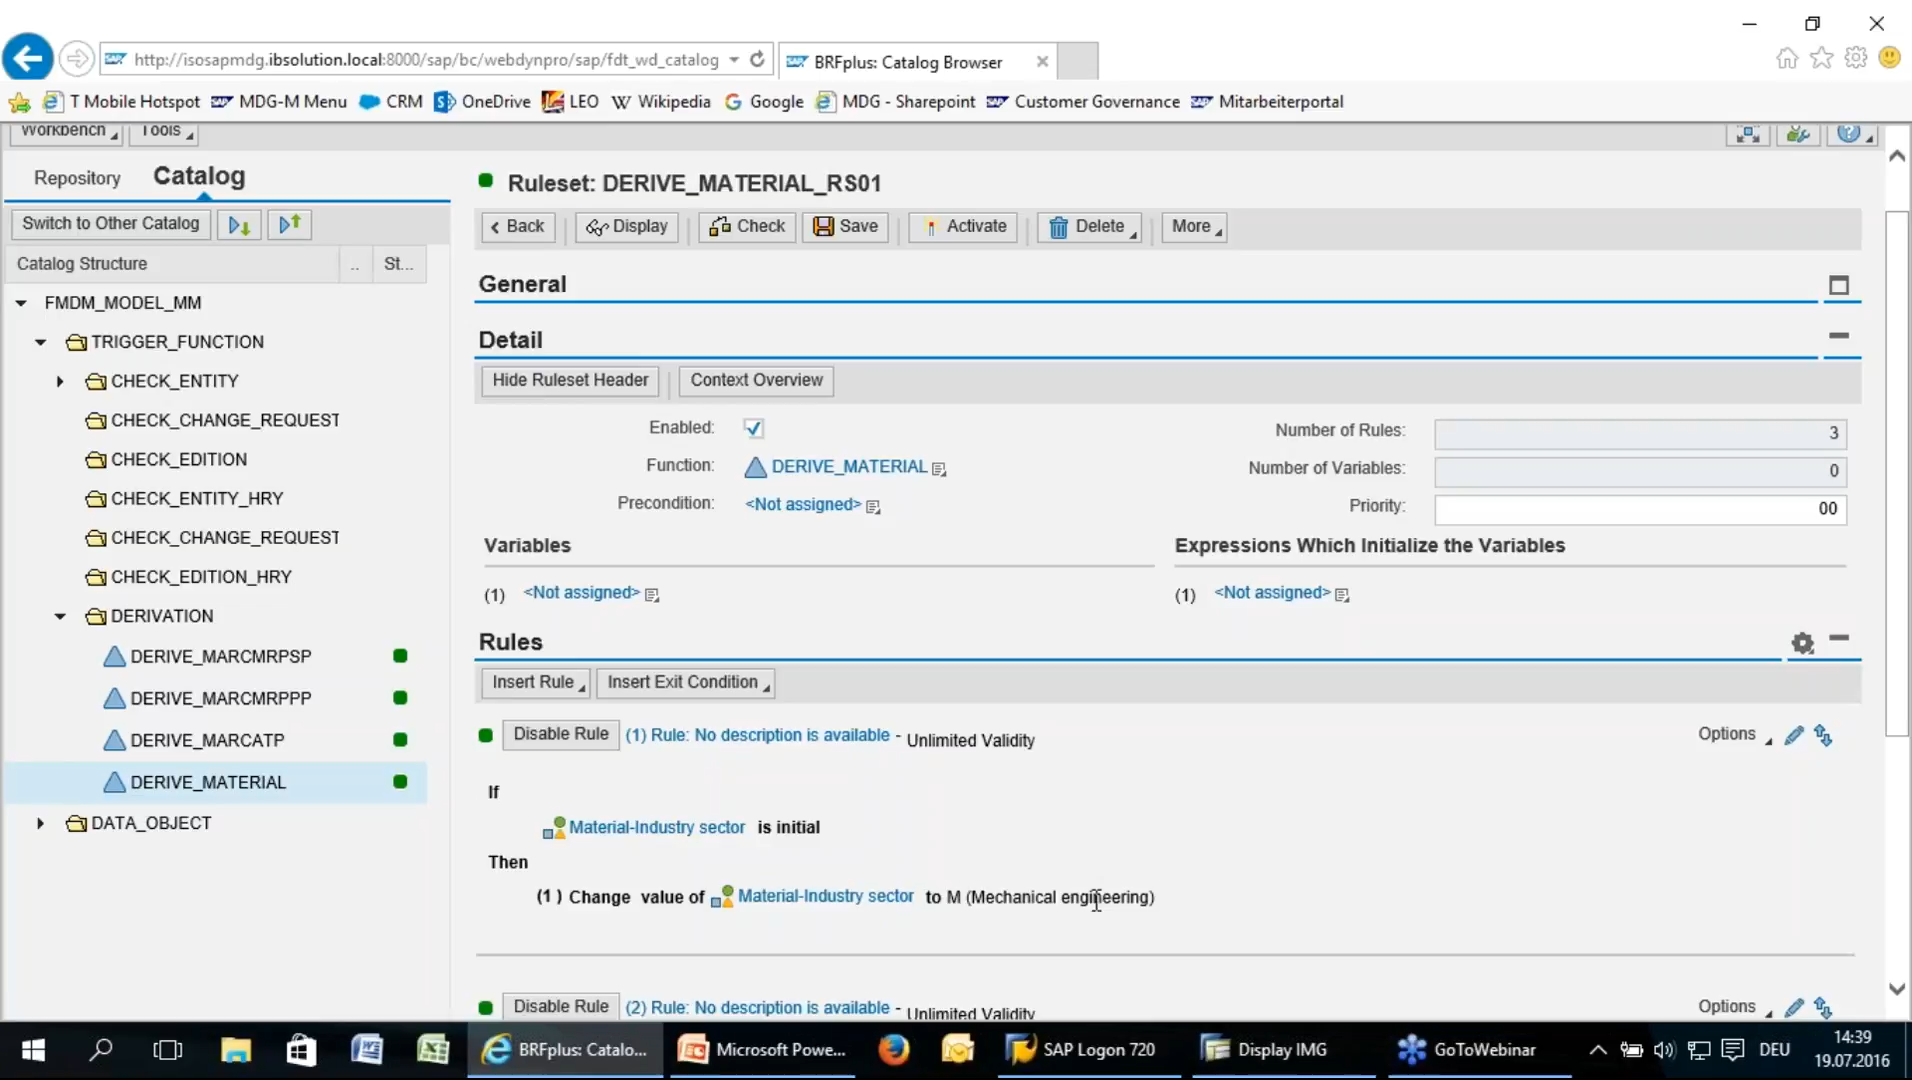 http://isosapmdg.ibsolution.local:8000/sap/bc/webdynpro/sap/fdt_wd_catalog
BRFplus: Catalog Browser
T Mobile Hotspot MDG-M Menu CRM OneDrive LEO Wikipedia Google MDG - Sharepoint Customer Governance Mitarbeiterportal
Workbench Tools
Repository Catalog
Switch to Other Catalog
Catalog Structure .. St...
FMDM_MODEL_MM
TRIGGER_FUNCTION
CHECK_ENTITY
CHECK_CHANGE_REQUEST
CHECK_EDITION
CHECK_ENTITY_HRY
CHECK_CHANGE_REQUEST
CHECK_EDITION_HRY
DERIVATION
DERIVE_MARCMRPSP
DERIVE_MARCMRPPP
DERIVE_MARCATP
DERIVE_MATERIAL
DATA_OBJECT
Ruleset: DERIVE_MATERIAL_RS01
Back Display Check Save Activate Delete More
General
Detail
Hide Ruleset Header Context Overview
Enabled: Number of Rules: 3
Function: DERIVE_MATERIAL Number of Variables: 0
Precondition: <Not assigned> Priority: 00
Variables Expressions Which Initialize the Variables
(1) <Not assigned> (1) <Not assigned>
Rules
Insert Rule Insert Exit Condition
Disable Rule (1) Rule: No description is available - Unlimited Validity Options
If
Material-Industry sector is initial
Then
(1 ) Change value of Material-Industry sector to M (Mechanical engineering)
Disable Rule (2) Rule: No description is available - Unlimited Validity Options
BRFplus: Catalo... Microsoft Powe... SAP Logon 720 Display IMG GoToWebinar DEU 14:39
19.07.2016